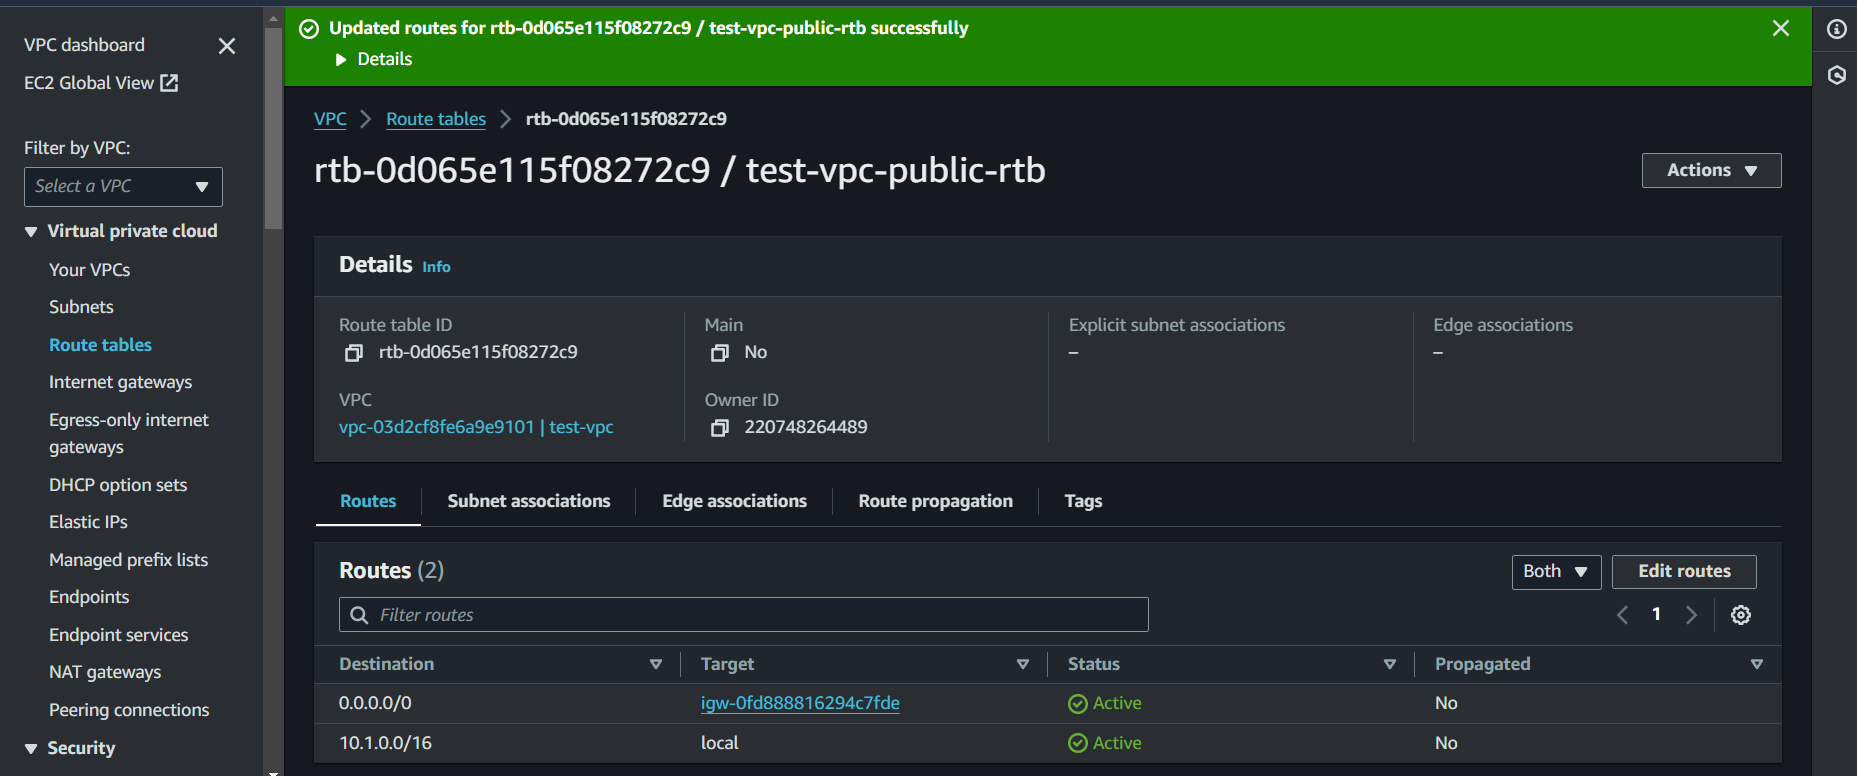 VPC dashboard
EC2 Global View
Filter by VPC:
Select a VPC
Virtual private cloud
Your VPCs
Subnets
Route tables
Internet gateways
Egress-only internet
gateways
DHCP option sets
Elastic IPs
Managed prefix lists
Endpoints
Endpoint services
NAT gateways
Peering connections
Security
Updated routes for rtb-0d065e115f08272c9 / test-vpc-public-rtb successfully
Details
VPC > Route tables > rtb-0d065e115f08272c9
rtb-0d065e115f08272c9 / test-vpc-public-rtb
Actions
Details Info
Route table ID
rtb-0d065e115f08272c9
Main
No
Explicit subnet associations
–
Edge associations
–
VPC
vpc-03d2cf8fe6a9e9101 | test-vpc
Owner ID
220748264489
Routes Subnet associations Edge associations Route propagation Tags
Routes (2)
Both
Edit routes
Filter routes
1
Destination Target Status Propagated
0.0.0.0/0 igw-0fd888816294c7fde Active No
10.1.0.0/16 local Active No